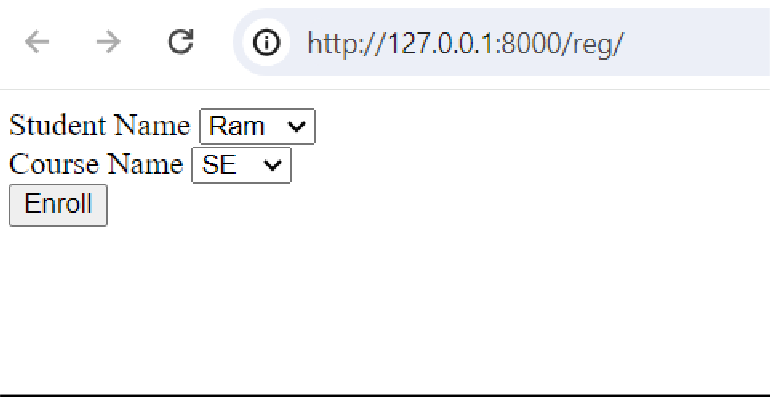 http://127.0.0.1:8000/reg/
Student Name Ram
Course Name SE
Enroll